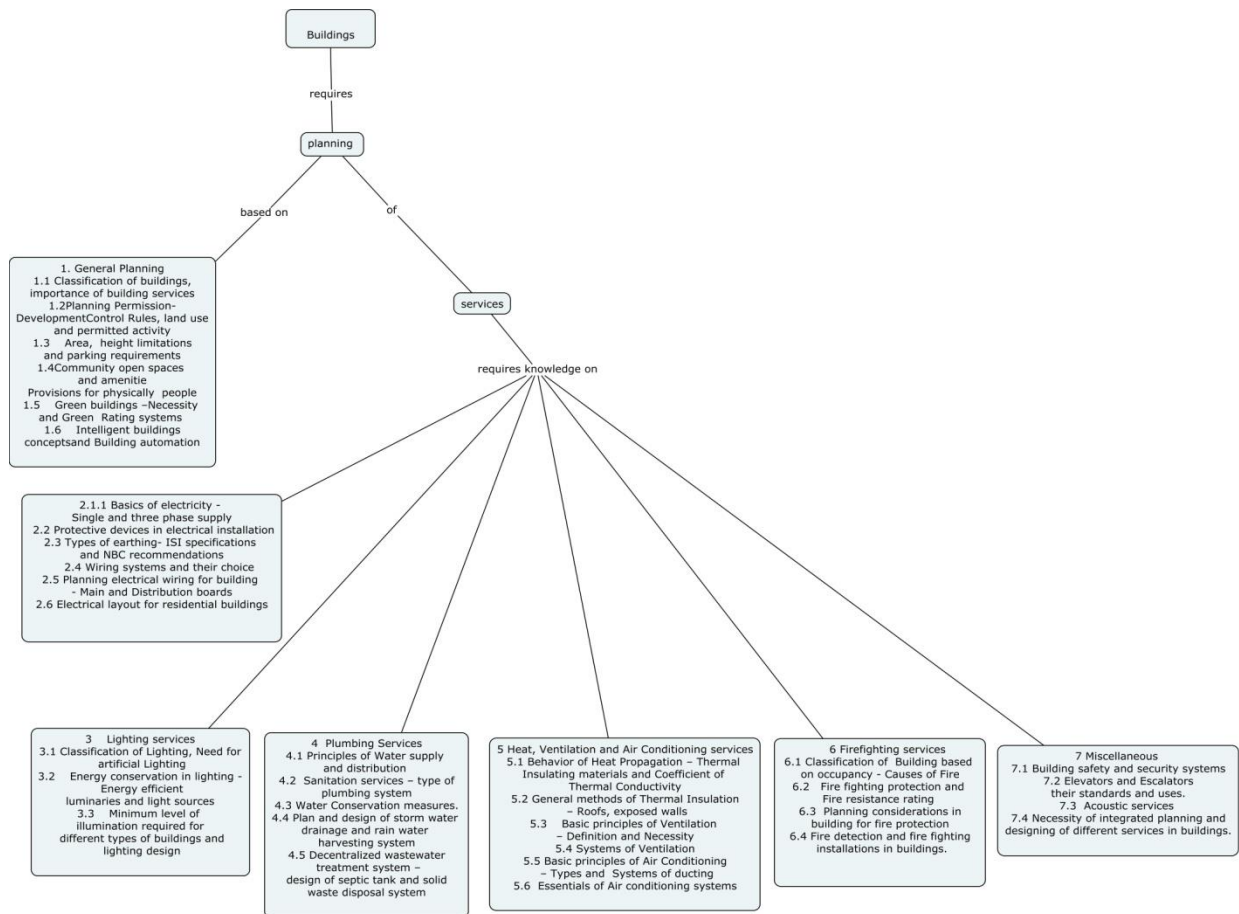 Buildings
requires
planning
based on
of
1. General Planning
1.1 Classification of buildings,
importance of building services
1.2Planning Permission-
DevelopmentControl Rules, land use
and permitted activity
1.3 Area, height limitations
and parking requirements
1.4Community open spaces
and amenitie
Provisions for physically people
1.5 Green buildings –Necessity
and Green Rating systems
1.6 Intelligent buildings
conceptsand Building automation
services
requires knowledge on
2.1.1 Basics of electricity -
Single and three phase supply
2.2 Protective devices in electrical installation
2.3 Types of earthing- ISI specifications
and NBC recommendations
2.4 Wiring systems and their choice
2.5 Planning electrical wiring for building
- Main and Distribution boards
2.6 Electrical layout for residential buildings
3 Lighting services
3.1 Classification of Lighting, Need for
artificial Lighting
3.2 Energy conservation in lighting -
Energy efficient
luminaries and light sources
3.3 Minimum level of
illumination required for
different types of buildings and
lighting design
4 Plumbing Services
4.1 Principles of Water supply
and distribution
4.2 Sanitation services – type of
plumbing system
4.3 Water Conservation measures.
4.4 Plan and design of storm water
drainage and rain water
harvesting system
4.5 Decentralized wastewater
treatment system –
design of septic tank and solid
waste disposal system
5 Heat, Ventilation and Air Conditioning services
5.1 Behavior of Heat Propagation – Thermal
Insulating materials and Coefficient of
Thermal Conductivity
5.2 General methods of Thermal Insulation
– Roofs, exposed walls
5.3 Basic principles of Ventilation
– Definition and Necessity
5.4 Systems of Ventilation
5.5 Basic principles of Air Conditioning
– Types and Systems of ducting
5.6 Essentials of Air conditioning systems
6 Firefighting services
6.1 Classification of Building based
on occupancy - Causes of Fire
6.2 Fire fighting protection and
Fire resistance rating
6.3 Planning considerations in
building for fire protection
6.4 Fire detection and fire fighting
installations in buildings.
7 Miscellaneous
7.1 Building safety and security systems
7.2 Elevators and Escalators
their standards and uses.
7.3 Acoustic services
7.4 Necessity of integrated planning and
designing of different services in buildings.